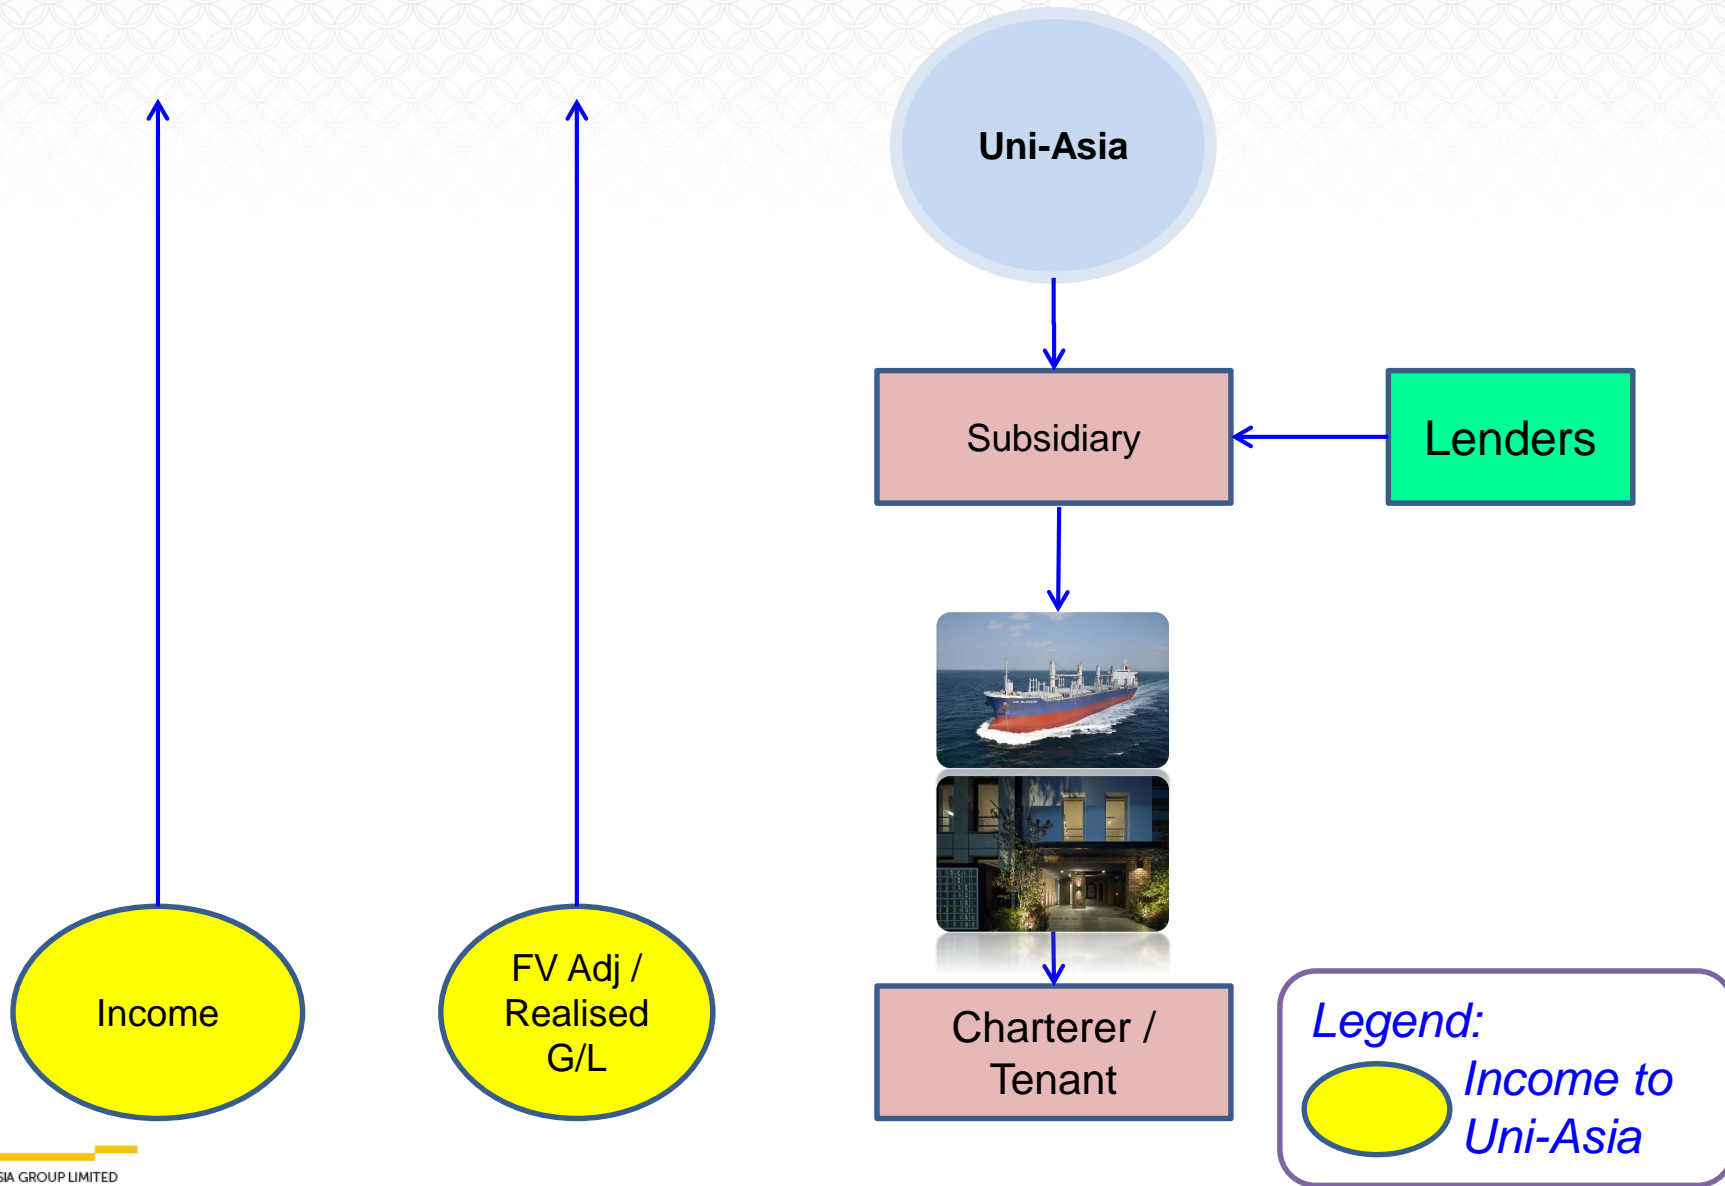 Uni-Asia
Subsidiary
Lenders
Income
FV Adj /
Realised
G/L
Charterer /
Tenant
Legend:
Income to
Uni-Asia
SIA GROUP LIMITED